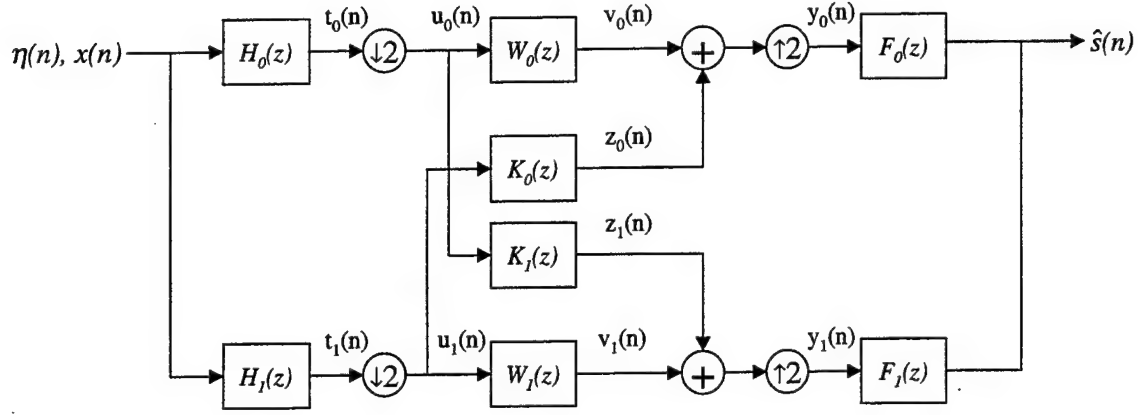 t₀(n) u₀(n) v₀(n) y₀(n)
η(n), x(n) H₀(z) ↓2 W₀(z) + ↑2 F₀(z) ŝ(n)
z₀(n)
K₀(z)
z₁(n)
K₁(z)
t₁(n) u₁(n) v₁(n) y₁(n)
H₁(z) ↓2 W₁(z) + ↑2 F₁(z)